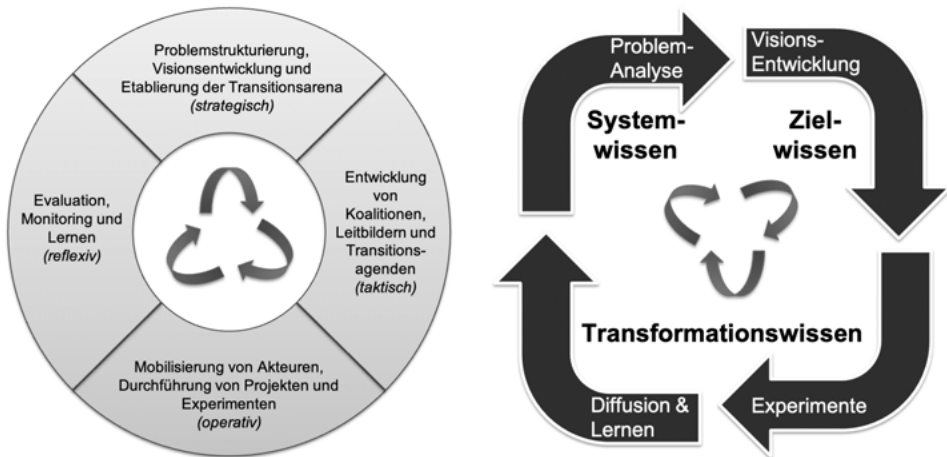 Problemstrukturierung,
Visionsentwicklung und
Etablierung der Transitionsarena
(strategisch)
Evaluation,
Monitoring und
Lernen
(reflexiv)
Entwicklung
von
Koalitionen,
Leitbildern und
Transitions-
agenden
(taktisch)
Mobilisierung von Akteuren,
Durchführung von Projekten und
Experimenten
(operativ)
Problem-
Analyse
Visions-
Entwicklung
System-
wissen
Ziel-
wissen
Transformationswissen
Diffusion &
Lernen
Experimente